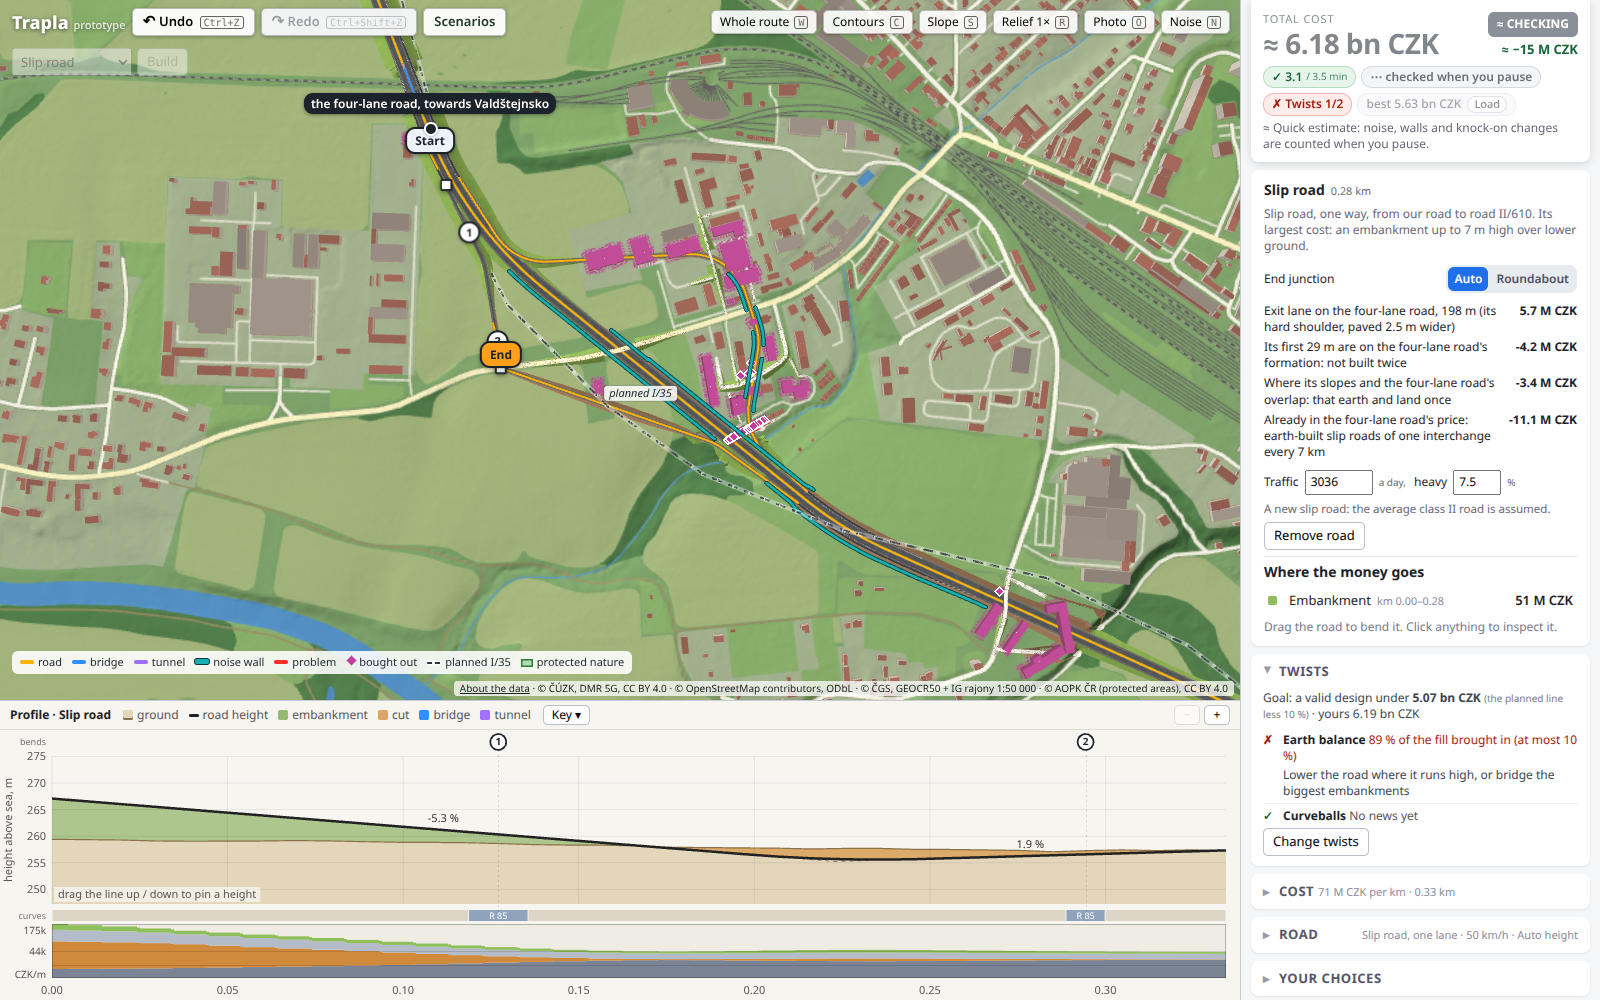 Trapla prototype
↶ Undo Ctrl+Z
↷ Redo Ctrl+Shift+Z
Scenarios
Whole route W
Contours C
Slope S
Relief 1× R
Photo O
Noise N
Slip road
Build
the four-lane road, towards Valdštejnsko
Start
1
End
planned I/35
road
bridge
tunnel
noise wall
problem
bought out
planned I/35
protected nature
About the data · © ČÚZK, DMR 5G, CC BY 4.0 · © OpenStreetMap contributors, ODbL · © ČGS, GEOCR50 + IG rajony 1:50 000 · © AOPK ČR (protected areas), CC BY 4.0
Profile · Slip road
ground
road height
embankment
cut
bridge
tunnel
Key ▾
−
+
bends
1
2
275
270
265
260
255
250
height above sea, m
-5.3 %
1.9 %
drag the line up / down to pin a height
curves
R 85
R 85
175k
44k
CZK/m
0.00
0.05
0.10
0.15
0.20
0.25
0.30
TOTAL COST
≈ CHECKING
≈ 6.18 bn CZK
≈ −15 M CZK
✓ 3.1 / 3.5 min
⋯ checked when you pause
✗ Twists 1/2
best 5.63 bn CZK Load
≈ Quick estimate: noise, walls and knock-on changes
are counted when you pause.
Slip road 0.28 km
Slip road, one way, from our road to road II/610. Its
largest cost: an embankment up to 7 m high over lower
ground.
End junction
Auto
Roundabout
Exit lane on the four-lane road, 198 m (its
hard shoulder, paved 2.5 m wider)
5.7 M CZK
Its first 29 m are on the four-lane road's
formation: not built twice
-4.2 M CZK
Where its slopes and the four-lane road's
overlap: that earth and land once
-3.4 M CZK
Already in the four-lane road's price:
earth-built slip roads of one interchange
every 7 km
-11.1 M CZK
Traffic 3036 a day, heavy 7.5 %
A new slip road: the average class II road is assumed.
Remove road
Where the money goes
Embankment km 0.00–0.28 51 M CZK
Drag the road to bend it. Click anything to inspect it.
▼ TWISTS
Goal: a valid design under 5.07 bn CZK (the planned line
less 10 %) · yours 6.19 bn CZK
✗ Earth balance 89 % of the fill brought in (at most 10
%)
Lower the road where it runs high, or bridge the
biggest embankments
✓ Curveballs No news yet
Change twists
▶ COST 71 M CZK per km · 0.33 km
▶ ROAD Slip road, one lane · 50 km/h · Auto height
▶ YOUR CHOICES